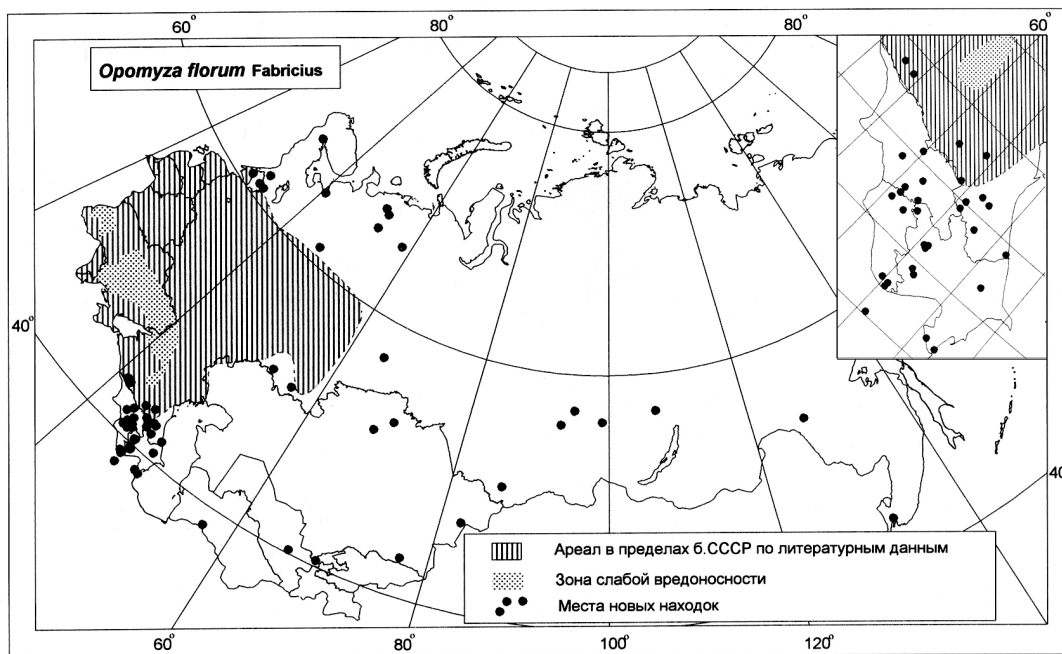 60°
80°
80°
60°
Opomyza florum Fabricius
40°
40°
Ареал в пределах б.СССР по литературным данным
Зона слабой вредоносности
Места новых находок
60°
80°
100°
120°